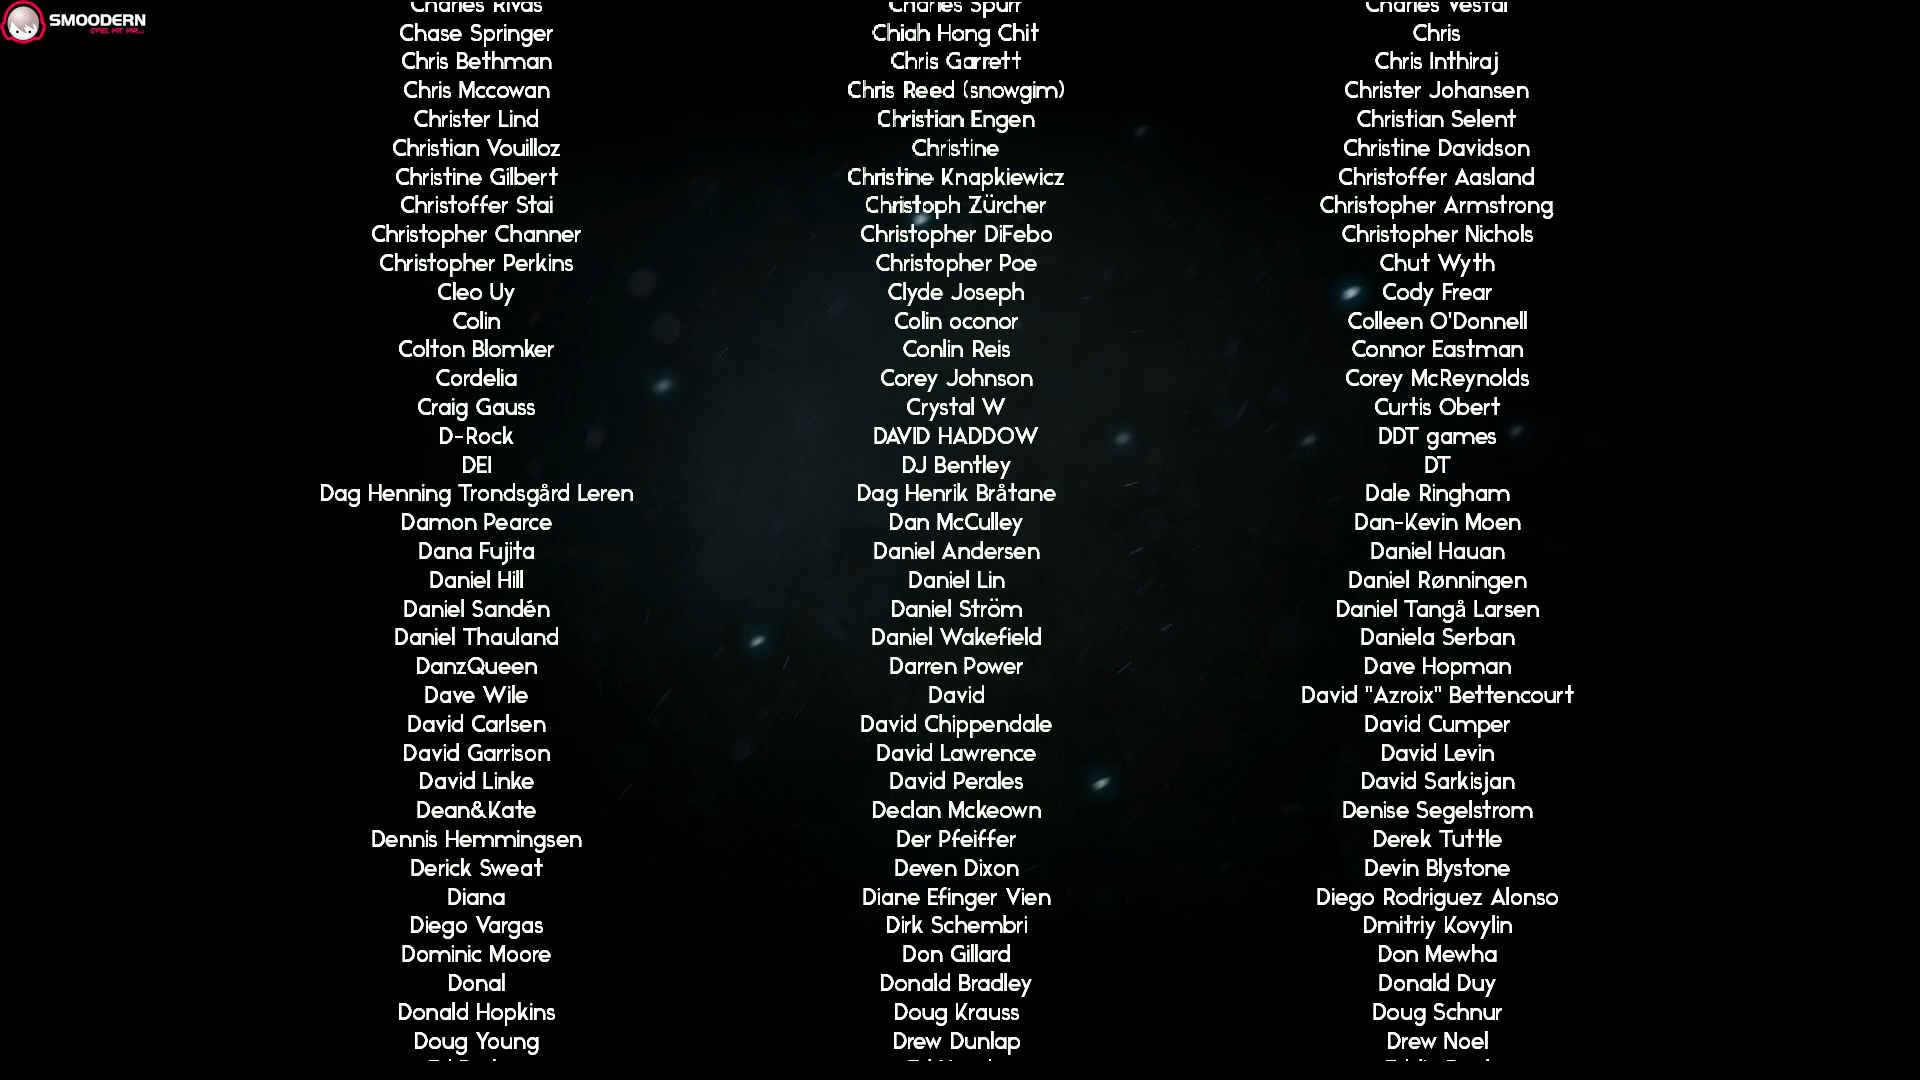 SMOODERN
SPIEL MIT MIR...
Charles Rivas Charles Spurr Charles Vestal
Chase Springer Chiah Hong Chit Chris
Chris Bethman Chris Garrett Chris Inthiraj
Chris Mccowan Chris Reed (snowgim) Christer Johansen
Christer Lind Christian Engen Christian Selent
Christian Vouilloz Christine Christine Davidson
Christine Gilbert Christine Knapkiewicz Christoffer Aasland
Christoffer Stai Christoph Zürcher Christopher Armstrong
Christopher Channer Christopher DiFebo Christopher Nichols
Christopher Perkins Christopher Poe Chut Wyth
Cleo Uy Clyde Joseph Cody Frear
Colin Colin oconor Colleen O'Donnell
Colton Blomker Conlin Reis Connor Eastman
Cordelia Corey Johnson Corey McReynolds
Craig Gauss Crystal W Curtis Obert
D-Rock DAVID HADDOW DDT games
DEI DJ Bentley DT
Dag Henning Trondsgård Leren Dag Henrik Bråtane Dale Ringham
Damon Pearce Dan McCulley Dan-Kevin Moen
Dana Fujita Daniel Andersen Daniel Hauan
Daniel Hill Daniel Lin Daniel Rønningen
Daniel Sandén Daniel Ström Daniel Tangå Larsen
Daniel Thauland Daniel Wakefield Daniela Serban
DanzQueen Darren Power Dave Hopman
Dave Wile David David "Azroix" Bettencourt
David Carlsen David Chippendale David Cumper
David Garrison David Lawrence David Levin
David Linke David Perales David Sarkisjan
Dean&Kate Declan Mckeown Denise Segelstrom
Dennis Hemmingsen Der Pfeiffer Derek Tuttle
Derick Sweat Deven Dixon Devin Blystone
Diana Diane Efinger Vien Diego Rodriguez Alonso
Diego Vargas Dirk Schembri Dmitriy Kovylin
Dominic Moore Don Gillard Don Mewha
Donal Donald Bradley Donald Duy
Donald Hopkins Doug Krauss Doug Schnur
Doug Young Drew Dunlap Drew Noel